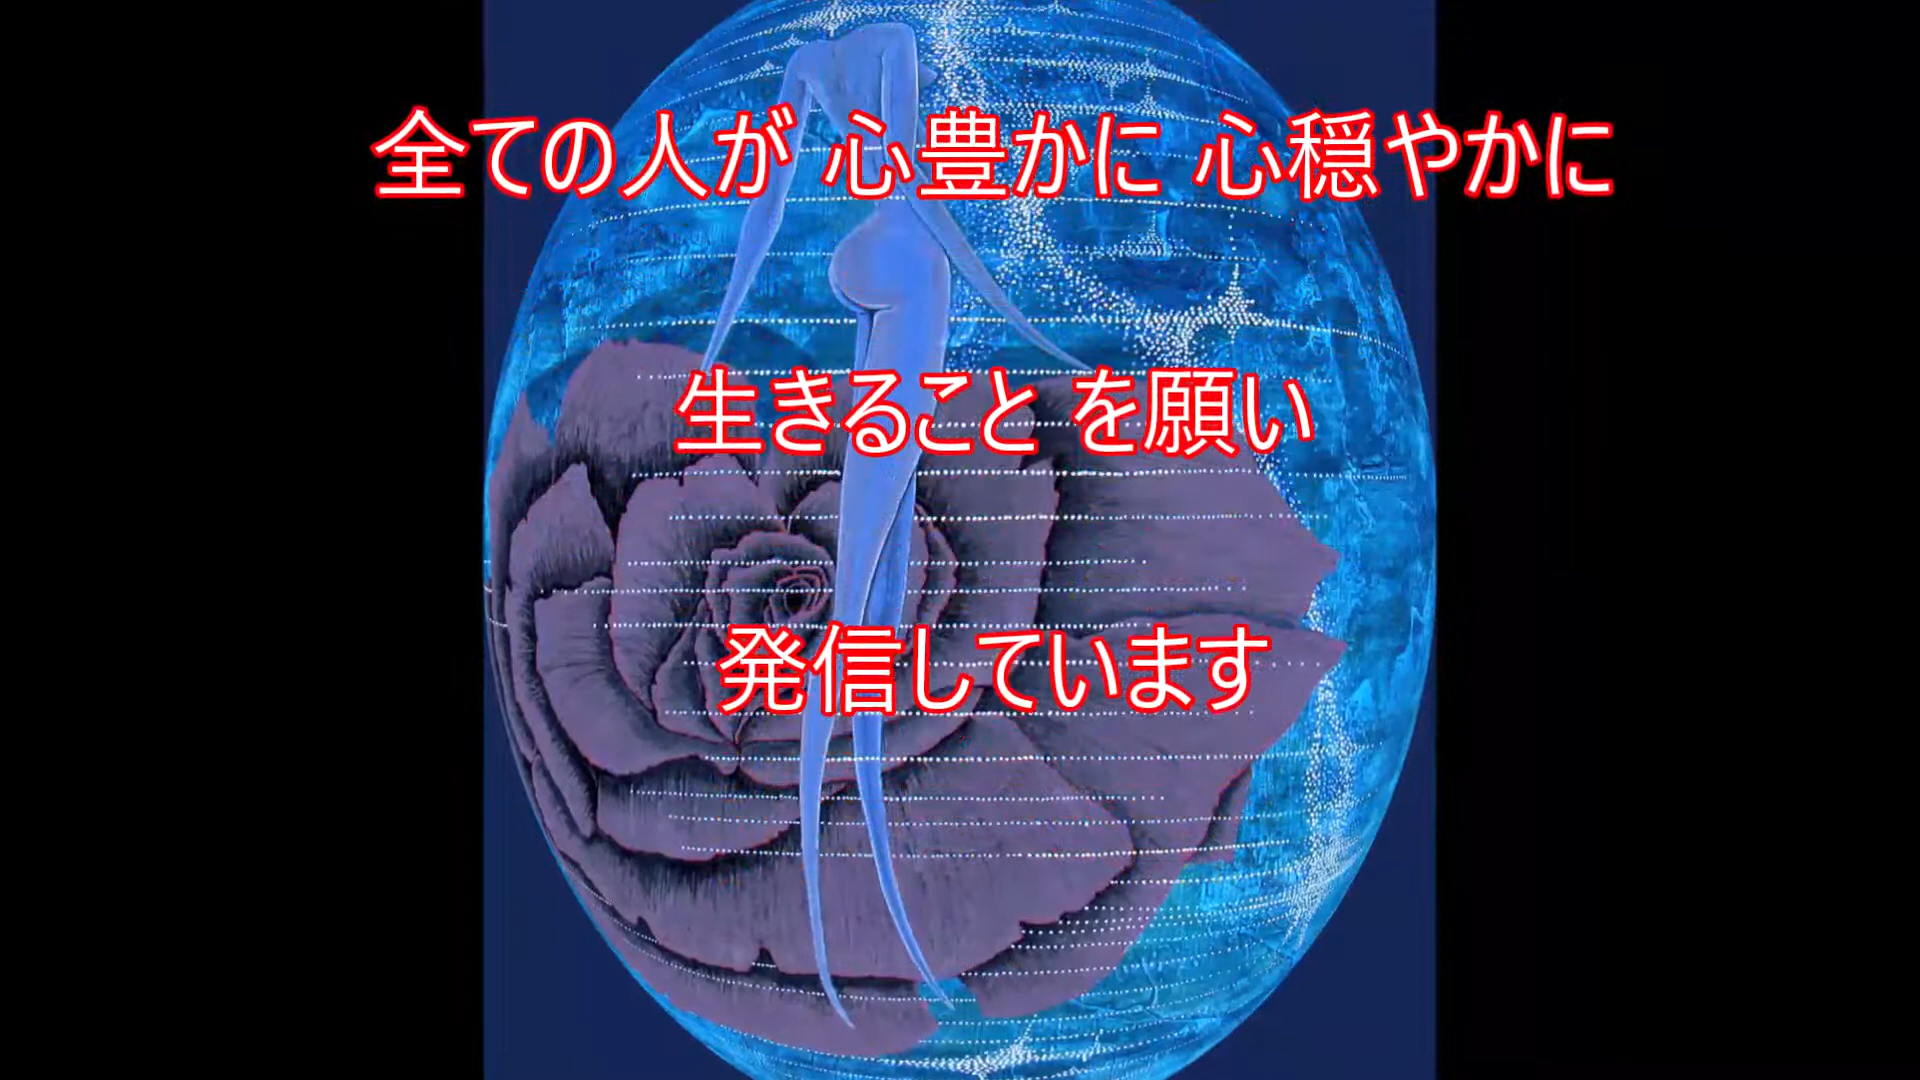 全ての人が 心豊かに 心穏やかに
生きること を願い
発信しています